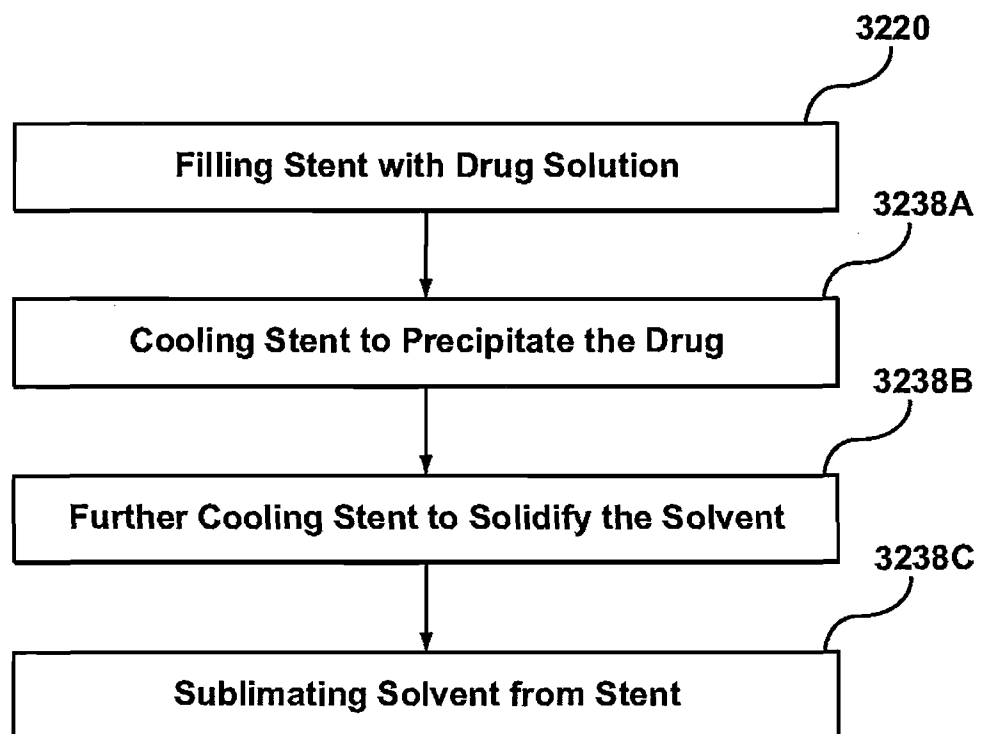 3220
Filling Stent with Drug Solution
3238A
Cooling Stent to Precipitate the Drug
3238B
Further Cooling Stent to Solidify the Solvent
3238C
Sublimating Solvent from Stent